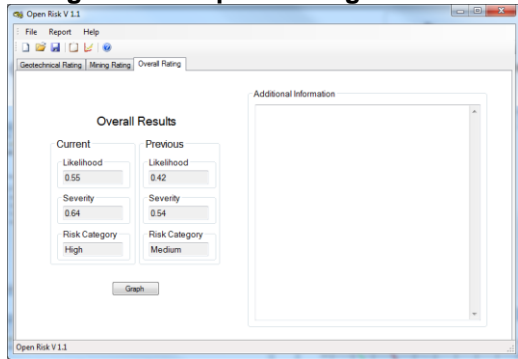 Open Risk V 1.1
File Report Help
Geotechnical Rating Mining Rating Overall Rating
Additional Information
Overall Results
Current Previous
Likelihood Likelihood
0.55 0.42
Severity Severity
0.64 0.54
Risk Category Risk Category
High Medium
Graph
Open Risk V 1.1